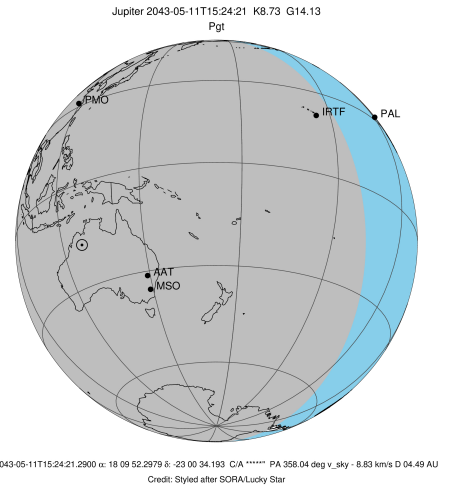 Jupiter 2043-05-11T15:24:21 K8.73 G14.13
Pgt
PMO
IRTF
PAL
AAT
MSO
043-05-11T15:24:21.2900 α: 18 09 52.2979 δ: -23 00 34.193 C/A *****" PA 358.04 deg v_sky - 8.83 km/s D 04.49 AU
Credit: Styled after SORA/Lucky Star